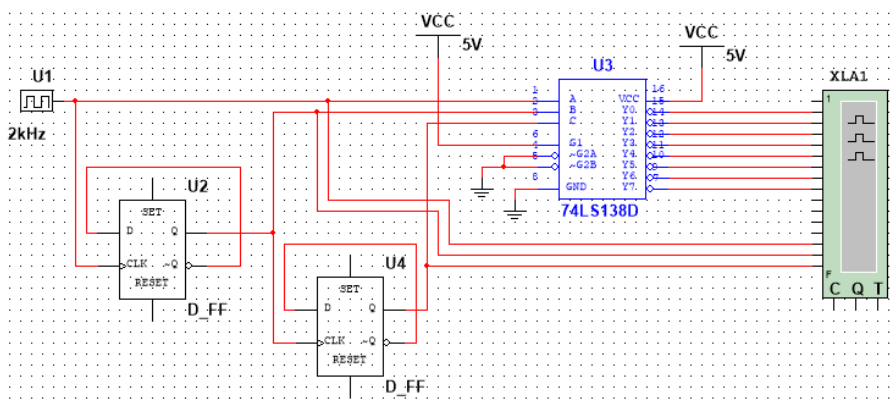 VCC
5V
VCC
5V
U1
2kHz
U3
XLA1
1
2
3
6
4
5
8
A
B
C
G1
~G2A
~G2B
GND
VCC
Y0
Y1
Y2
Y3
Y4
Y5
Y6
Y7
16
15
14
13
12
11
10
9
7
74LS138D
1
F
C Q T
U2
SET
D Q
CLK ~Q
RESET
D_FF
U4
SET
D Q
CLK ~Q
RESET
D_FF